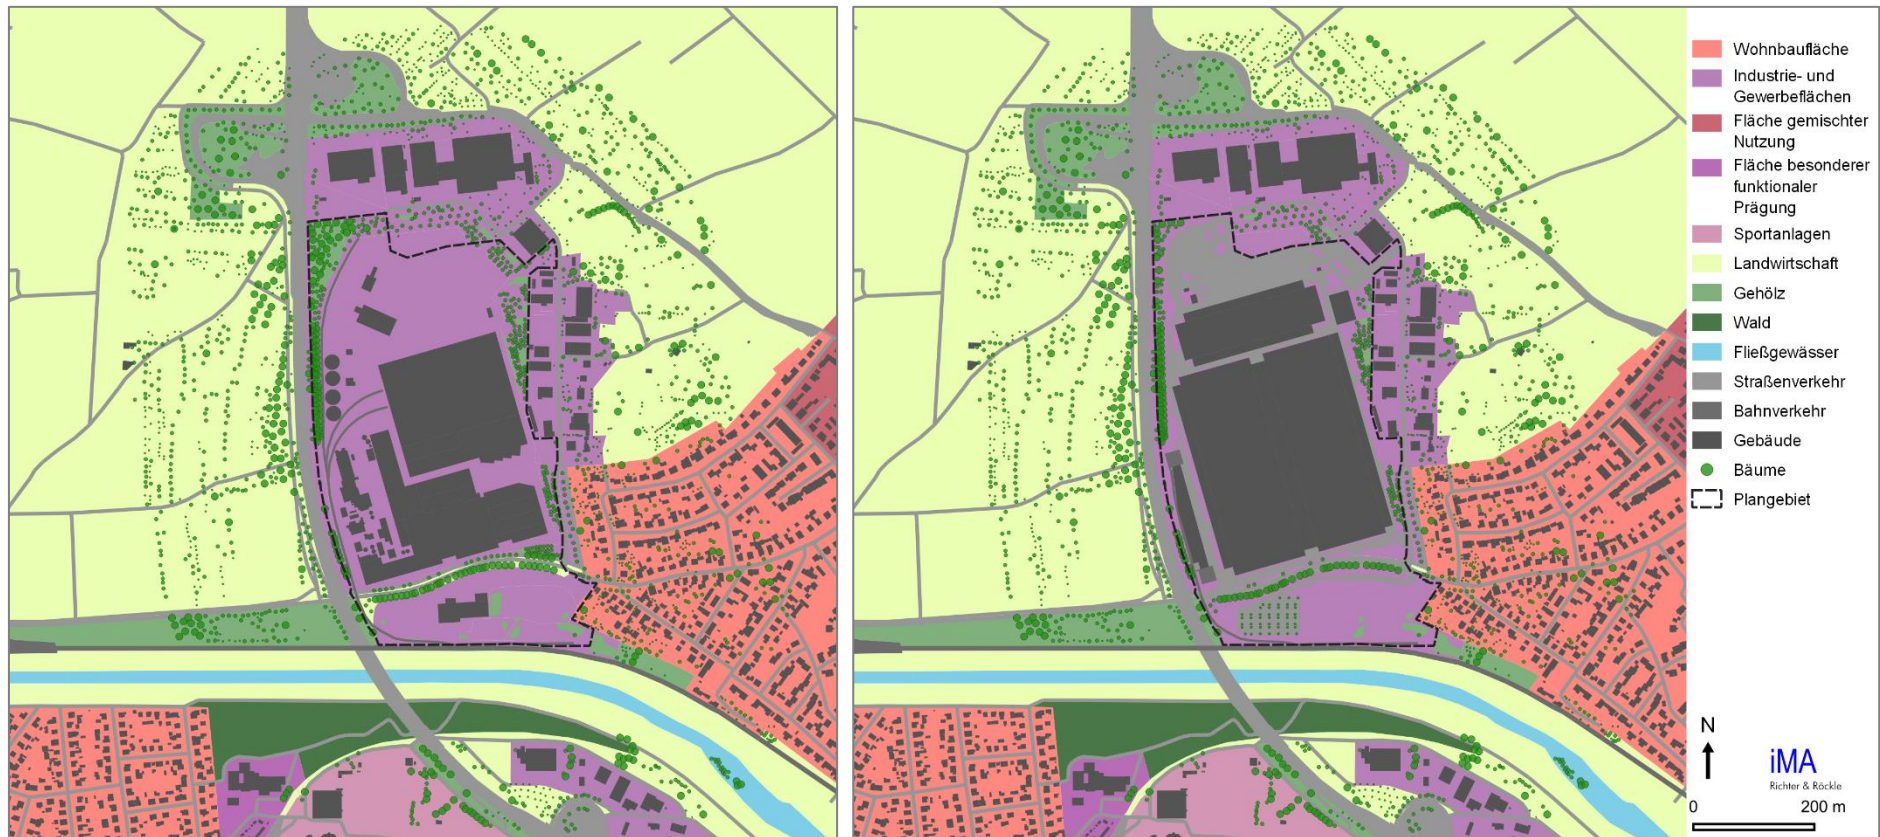 Wohnbaufläche
Industrie- und
Gewerbeflächen
Fläche gemischter
Nutzung
Fläche besonderer
funktionaler
Prägung
Sportanlagen
Landwirtschaft
Gehölz
Wald
Fließgewässer
Straßenverkehr
Bahnverkehr
Gebäude
Bäume
Plangebiet
N
iMA
Richter & Röckle
0 200 m